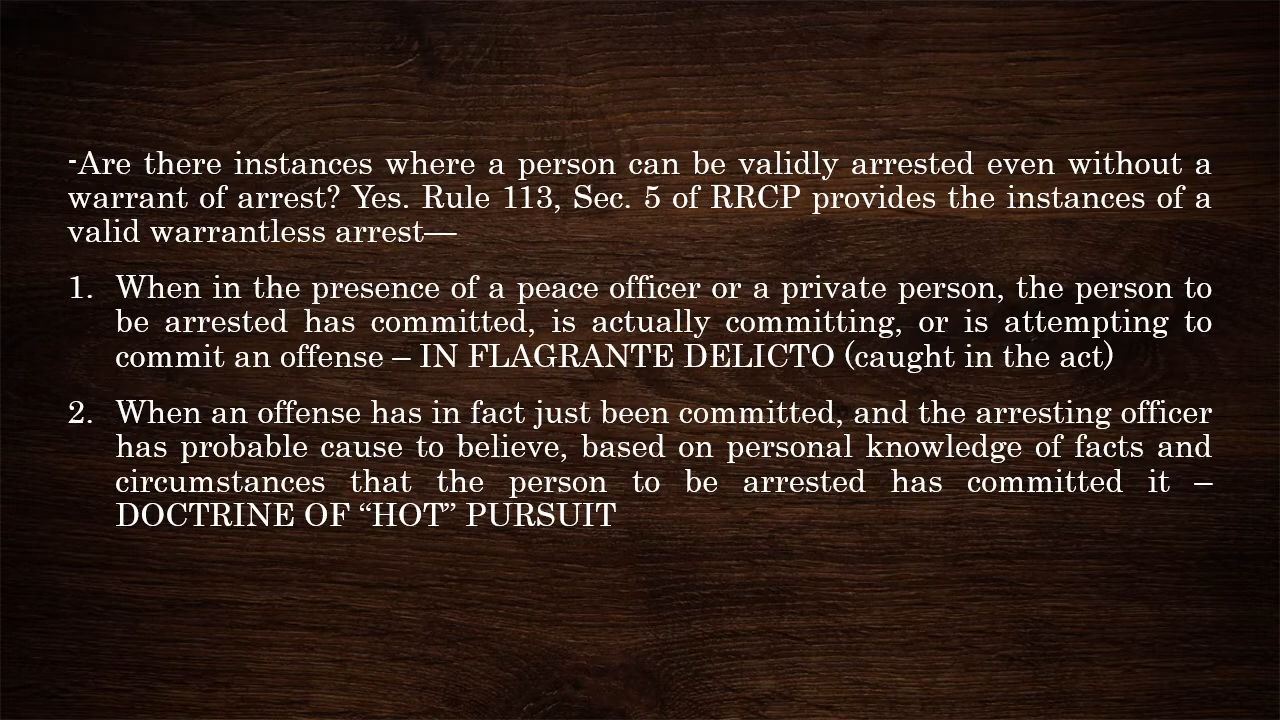 -Are there instances where a person can be validly arrested even without a
warrant of arrest? Yes. Rule 113, Sec. 5 of RRCP provides the instances of a
valid warrantless arrest—
1. When in the presence of a peace officer or a private person, the person to
be arrested has committed, is actually committing, or is attempting to
commit an offense – IN FLAGRANTE DELICTO (caught in the act)
2. When an offense has in fact just been committed, and the arresting officer
has probable cause to believe, based on personal knowledge of facts and
circumstances that the person to be arrested has committed it –
DOCTRINE OF “HOT” PURSUIT